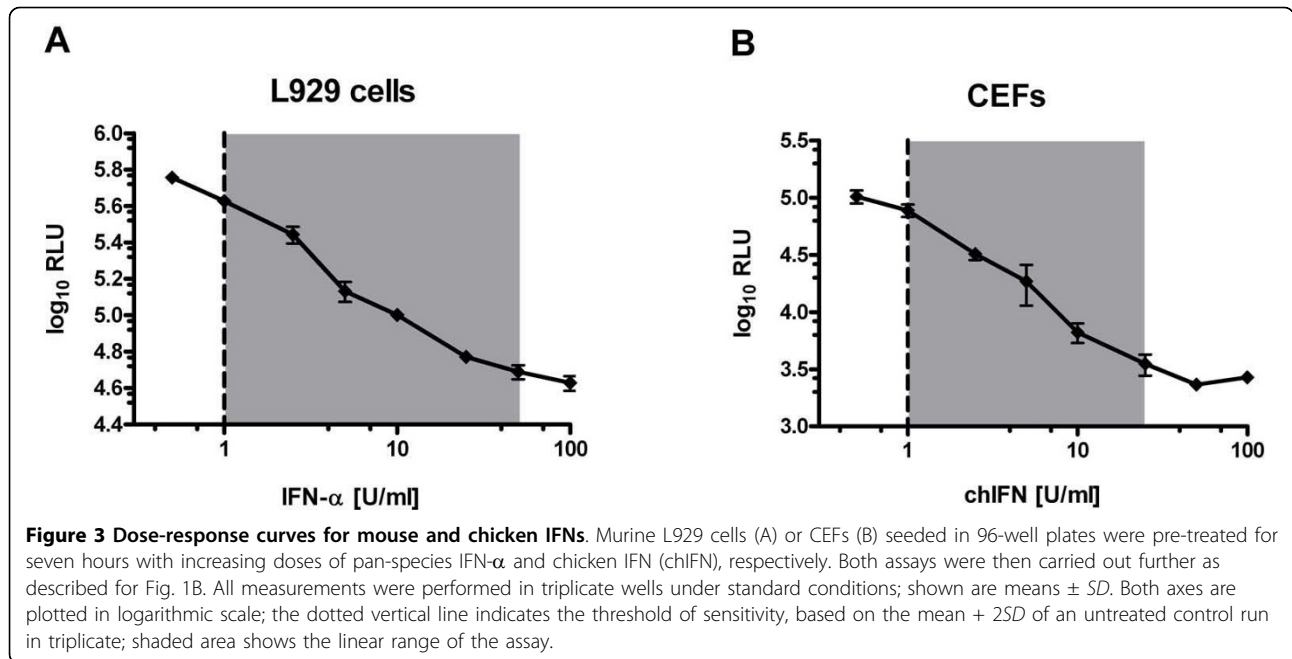 A
L929 cells
6.0
5.8
5.6
5.4
5.2
5.0
4.8
4.6
4.4
log10 RLU
1
10
100
IFN-α [U/ml]
B
CEFs
5.5
5.0
4.5
4.0
3.5
3.0
log10 RLU
1
10
100
chIFN [U/ml]
Figure 3 Dose-response curves for mouse and chicken IFNs. Murine L929 cells (A) or CEFs (B) seeded in 96-well plates were pre-treated for
seven hours with increasing doses of pan-species IFN-α and chicken IFN (chIFN), respectively. Both assays were then carried out further as
described for Fig. 1B. All measurements were performed in triplicate wells under standard conditions; shown are means ± SD. Both axes are
plotted in logarithmic scale; the dotted vertical line indicates the threshold of sensitivity, based on the mean + 2SD of an untreated control run
in triplicate; shaded area shows the linear range of the assay.